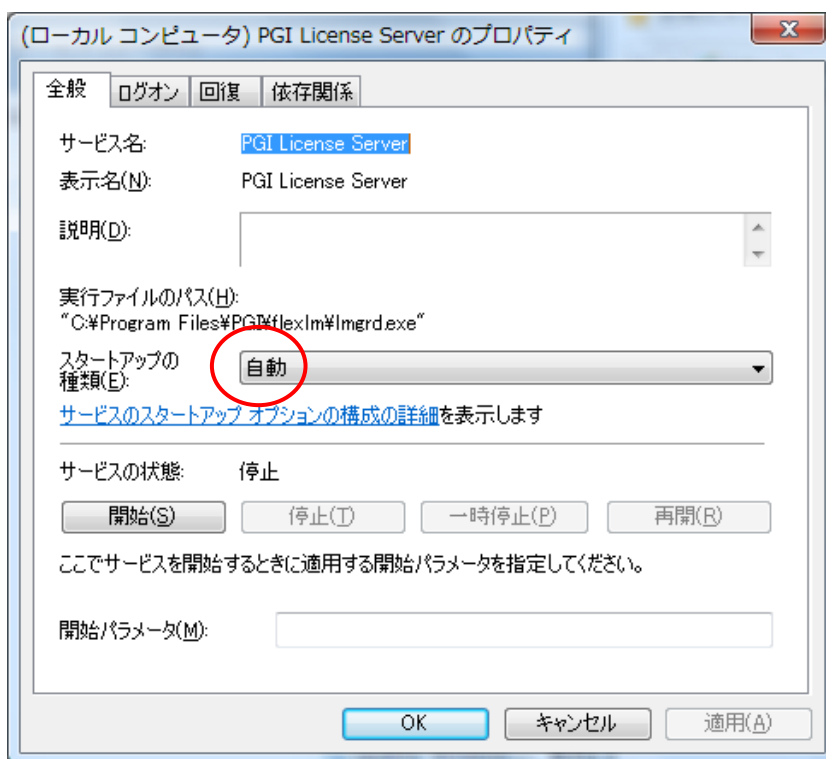 (ローカル コンピュータ) PGI License Server のプロパティ
全般 ログオン 回復 依存関係
サービス名: PGI License Server
表示名(N): PGI License Server
説明(D):
実行ファイルのパス(H):
"C:¥Program Files¥PGI¥flexlm¥lmgrd.exe"
スタートアップの
種類(E): 自動
サービスのスタートアップ オプションの構成の詳細を表示します
サービスの状態: 停止
開始(S) 停止(T) 一時停止(P) 再開(R)
ここでサービスを開始するときに適用する開始パラメータを指定してください。
開始パラメータ(M):
OK キャンセル 適用(A)